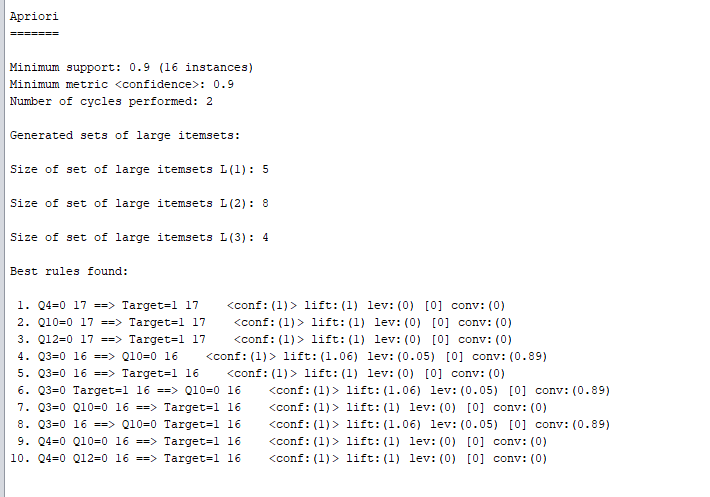 Apriori
=======
Minimum support: 0.9 (16 instances)
Minimum metric <confidence>: 0.9
Number of cycles performed: 2
Generated sets of large itemsets:
Size of set of large itemsets L(1): 5
Size of set of large itemsets L(2): 8
Size of set of large itemsets L(3): 4
Best rules found:
1. Q4=0 17 ==> Target=1 17    <conf:(1)> lift:(1) lev:(0) [0] conv:(0)
2. Q10=0 17 ==> Target=1 17    <conf:(1)> lift:(1) lev:(0) [0] conv:(0)
3. Q12=0 17 ==> Target=1 17    <conf:(1)> lift:(1) lev:(0) [0] conv:(0)
4. Q3=0 16 ==> Q10=0 16    <conf:(1)> lift:(1.06) lev:(0.05) [0] conv:(0.89)
5. Q3=0 16 ==> Target=1 16    <conf:(1)> lift:(1) lev:(0) [0] conv:(0)
6. Q3=0 Target=1 16 ==> Q10=0 16    <conf:(1)> lift:(1.06) lev:(0.05) [0] conv:(0.89)
7. Q3=0 Q10=0 16 ==> Target=1 16    <conf:(1)> lift:(1) lev:(0) [0] conv:(0)
8. Q3=0 16 ==> Q10=0 Target=1 16    <conf:(1)> lift:(1.06) lev:(0.05) [0] conv:(0.89)
9. Q4=0 Q10=0 16 ==> Target=1 16    <conf:(1)> lift:(1) lev:(0) [0] conv:(0)
10. Q4=0 Q12=0 16 ==> Target=1 16    <conf:(1)> lift:(1) lev:(0) [0] conv:(0)